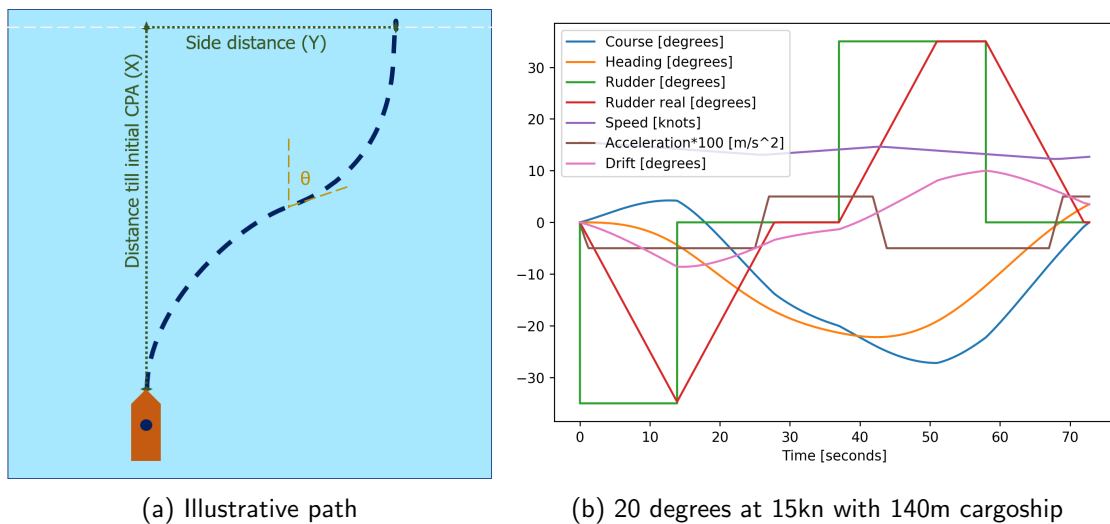 Side distance (Y)
Distance till initial CPA (X)
θ
Course [degrees]
Heading [degrees]
Rudder [degrees]
Rudder real [degrees]
Speed [knots]
Acceleration*100 [m/s^2]
Drift [degrees]
30
20
10
0
−10
−20
−30
0 10 20 30 40 50 60 70
Time [seconds]
(a) Illustrative path
(b) 20 degrees at 15kn with 140m cargoship